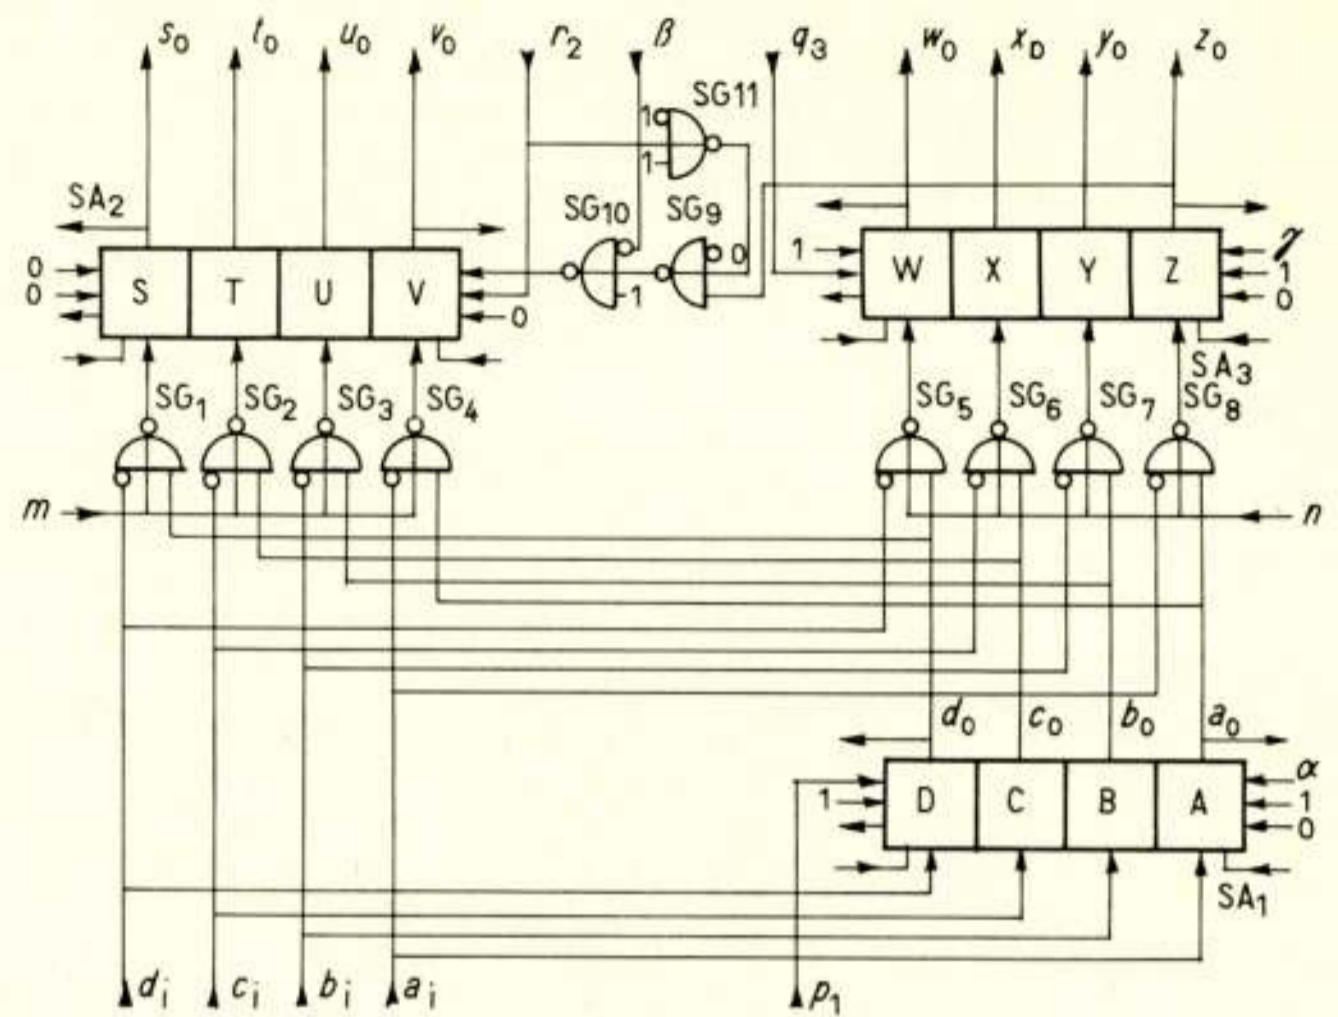 s₀ t₀ u₀ v₀ r₂ β q₃ w₀ x₀ y₀ z₀
SG11
1
1
SA₂ SG₁₀ SG₉
0 S T U V 0 1 W X Y Z γ
0 1 1
0 0
SA₃
SG₁ SG₂ SG₃ SG₄ SG₅ SG₆ SG₇ SG₈
m n
d₀ c₀ b₀ a₀
α
1 D C B A 1
0
SA₁
dᵢ cᵢ bᵢ aᵢ p₁